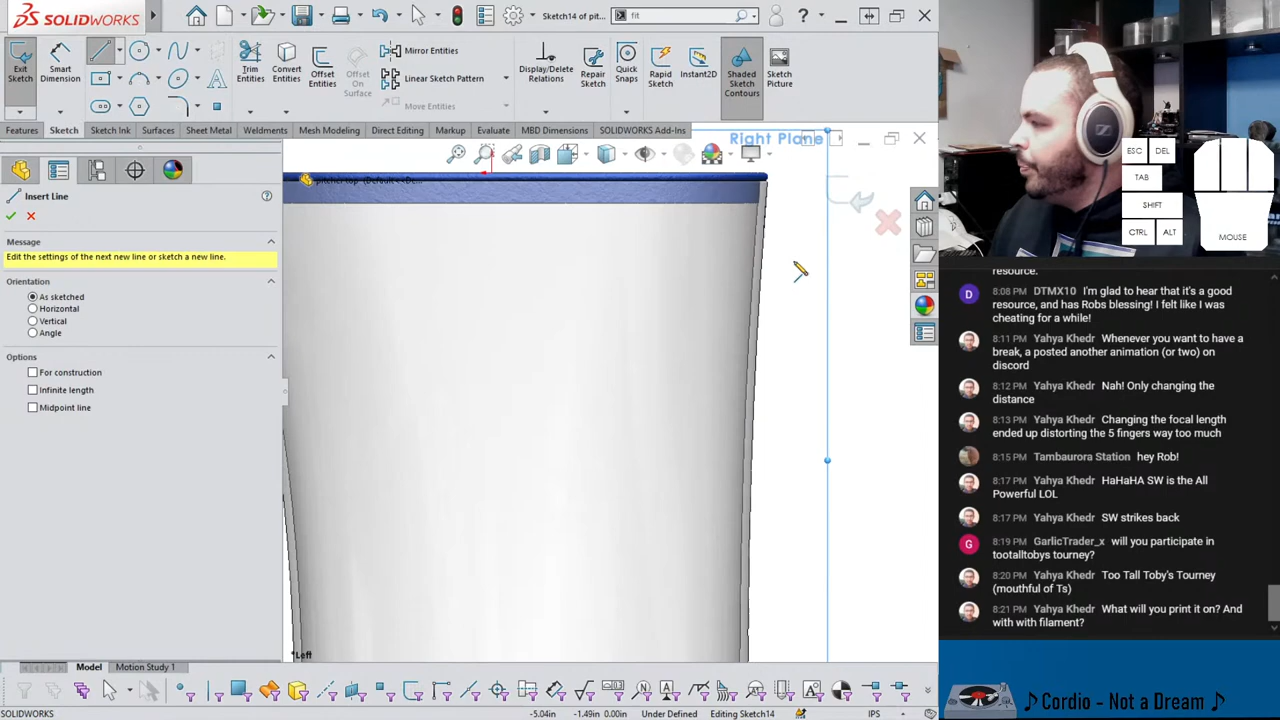 SOLIDWORKS
Sketch14 of pit...
fit
Exit Sketch
Smart Dimension
Trim Entities
Convert Entities
Offset Entities
Offset On Surface
Mirror Entities
Linear Sketch Pattern
Move Entities
Display/Delete Relations
Repair Sketch
Quick Snaps
Rapid Sketch
Instant2D
Shaded Sketch Contours
Sketch Picture
Features
Sketch
Sketch Ink
Surfaces
Sheet Metal
Weldments
Mesh Modeling
Direct Editing
Markup
Evaluate
MBD Dimensions
SOLIDWORKS Add-Ins
Right Plane
pitcher top (Default<<De...
Insert Line
Message
Edit the settings of the next new line or sketch a new line.
Orientation
As sketched
Horizontal
Vertical
Angle
Options
For construction
Infinite length
Midpoint line
*Left
Model
Motion Study 1
SOLIDWORKS
-5.04in
-1.49in
0.00in
Under Defined
Editing Sketch14
IPS
ESC
DEL
TAB
SHIFT
CTRL
ALT
MOUSE
resource.
D
8:08 PM DTMX10 I'm glad to hear that it's a good
resource, and has Robs blessing! I felt like I was
cheating for a while!
8:11 PM Yahya Khedr Whenever you want to have a
break, a posted another animation (or two) on
discord
8:12 PM Yahya Khedr Nah! Only changing the
distance
8:13 PM Yahya Khedr Changing the focal length
ended up distorting the 5 fingers way too much
8:15 PM Tambaurora Station hey Rob!
8:17 PM Yahya Khedr HaHaHA SW is the All
Powerful LOL
8:17 PM Yahya Khedr SW strikes back
G
8:19 PM GarlicTrader_x will you participate in
tootalltobys tourney?
8:20 PM Yahya Khedr Too Tall Toby's Tourney
(mouthful of Ts)
8:21 PM Yahya Khedr What will you print it on? And
with with filament?
♪ Cordio - Not a Dream ♪